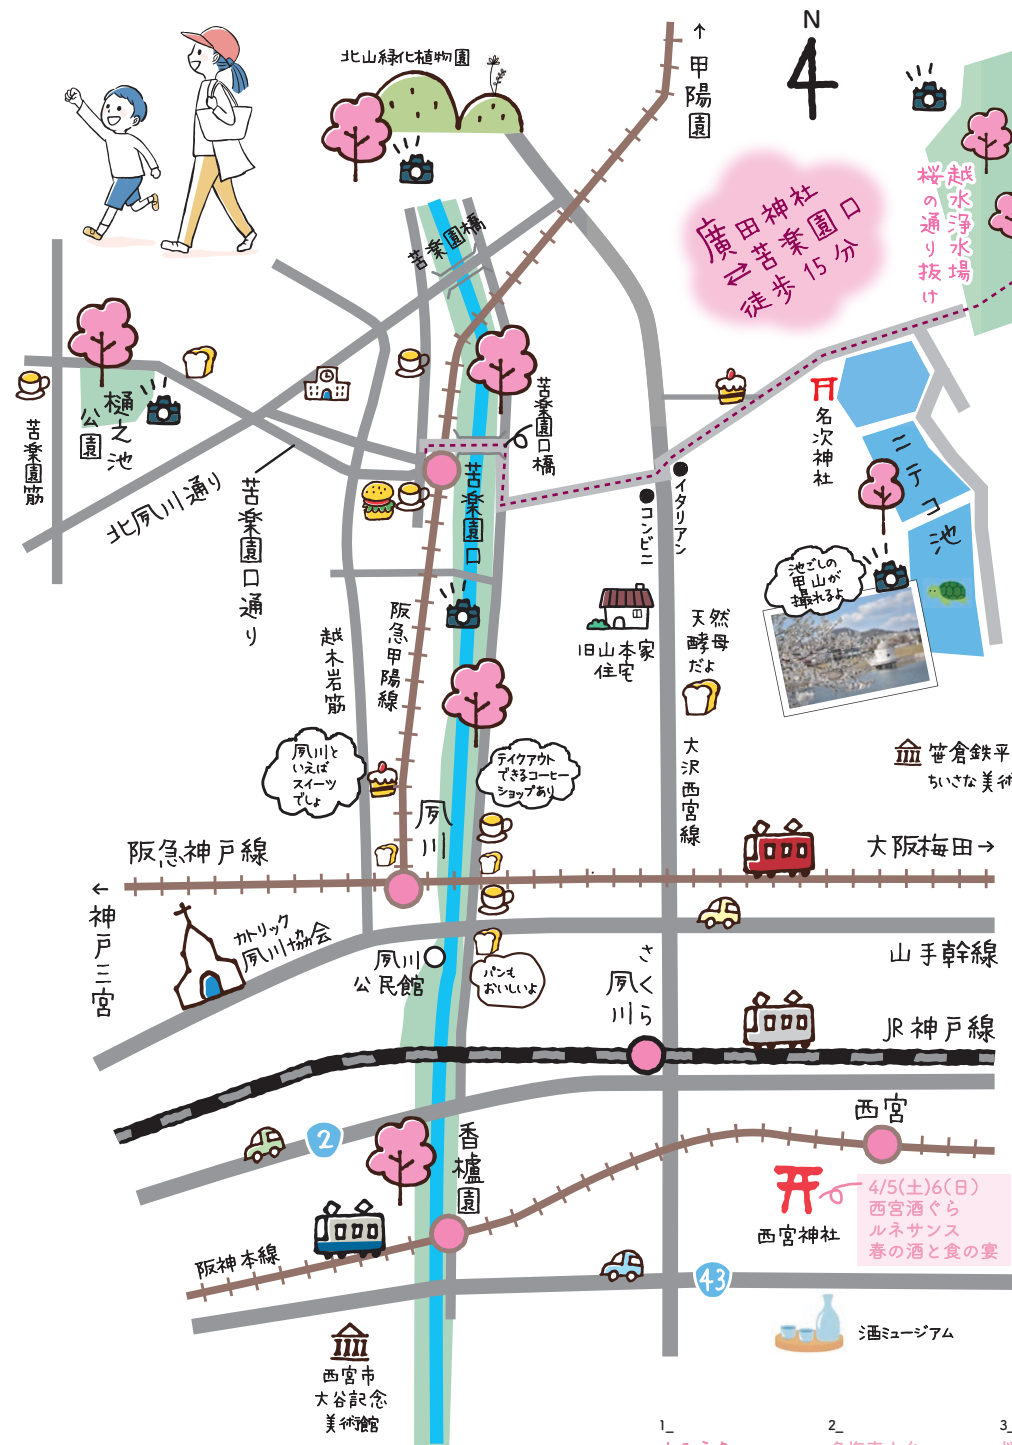 N
4
北山緑化植物園
↑
甲陽園
越水浄水場
桜の通り抜け
廣田神社
⇄苦楽園口
徒歩15分
苦楽園橋
樋之池
公園
苦楽園筋
北夙川通り
苦楽園口通り
苦楽園口橋
苦楽園口
名次神社
ニテコ池
イタリアン
コンビニ
池ごしの
甲山が
撮れるよ
旧山本家
住宅
天然
酵母
だよ
越木岩筋
阪急甲陽線
大沢西宮線
笹倉鉄平
ちいさな美術
夙川と
いえば
スイーツ
でしょ
テイクアウト
できるコーヒー
ショップあり
夙川
阪急神戸線
大阪梅田→
←
神戸三宮
カトリック
夙川協会
山手幹線
夙川
公民館
パンも
おいしいよ
さくら
夙川
JR神戸線
2
西宮
香櫨園
4/5(土)6(日)
西宮酒ぐら
ルネサンス
春の酒と食の宴
西宮神社
阪神本線
43
酒ミュージアム
西宮市
大谷記念
美術館
1_
2_
3_